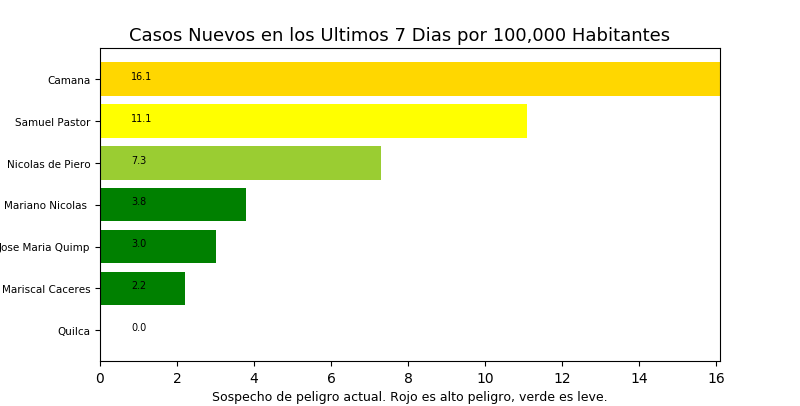 Casos Nuevos en los Ultimos 7 Dias por 100,000 Habitantes
Camana 16.1
Samuel Pastor 11.1
Nicolas de Piero 7.3
Mariano Nicolas 3.8
Jose Maria Quimp 3.0
Mariscal Caceres 2.2
Quilca 0.0
0 2 4 6 8 10 12 14 16
Sospecho de peligro actual. Rojo es alto peligro, verde es leve.